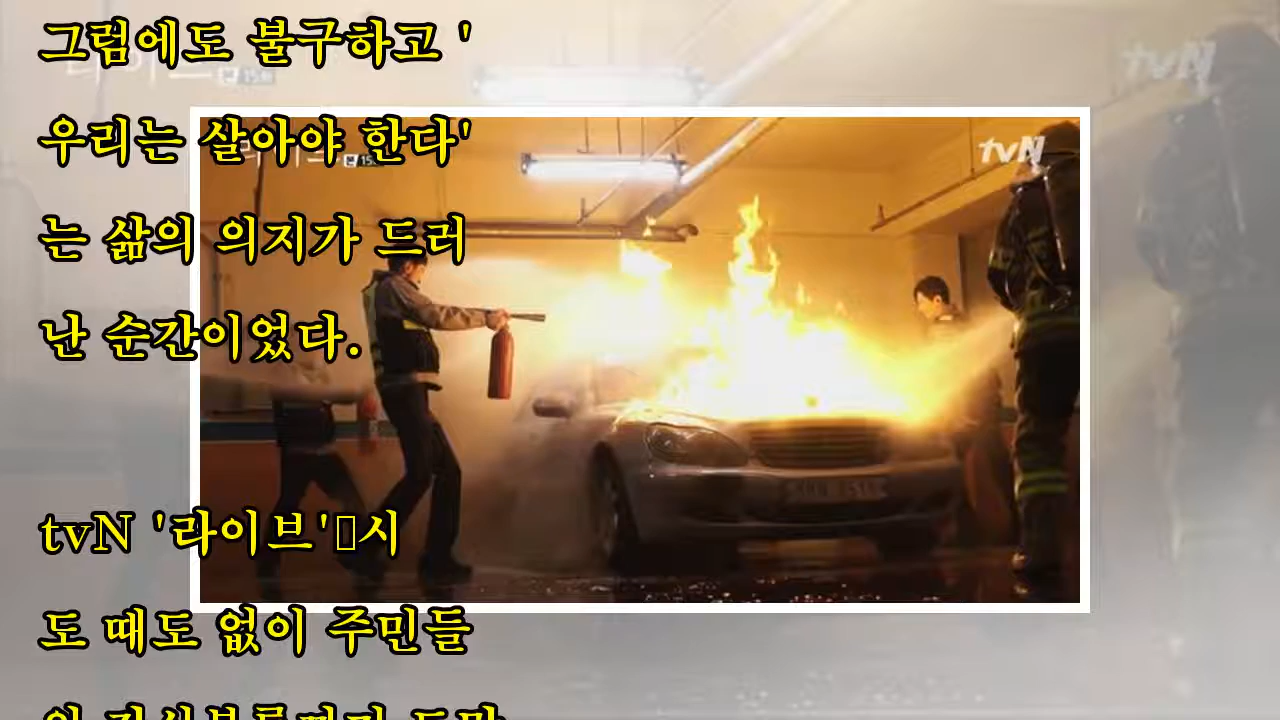 그럼에도 불구하고 '
우리는 살아야 한다'
는 삶의 의지가 드러
난 순간이었다.
tvN '라이브' 시
도 때도 없이 주민들
tvN
tvN